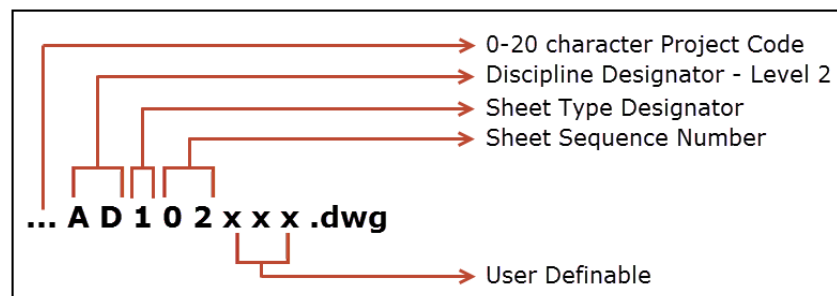 0-20 character Project Code
Discipline Designator - Level 2
Sheet Type Designator
Sheet Sequence Number
... A D 1 0 2 x x x .dwg
User Definable